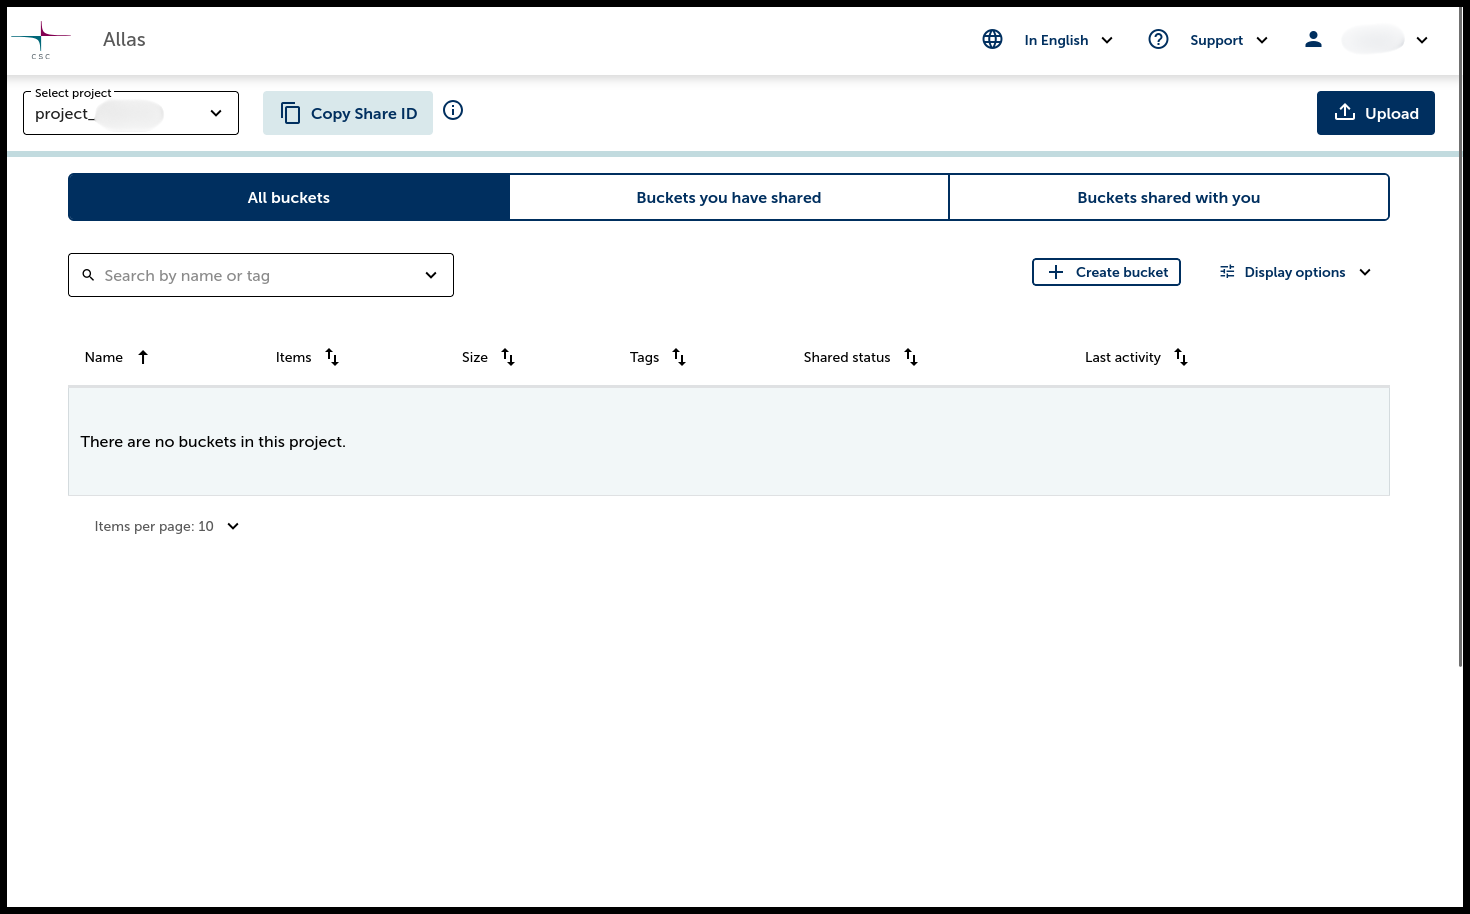 CSC
Allas
In English
Support
Select project
project_
Copy Share ID
Upload
All buckets
Buckets you have shared
Buckets shared with you
Search by name or tag
Create bucket
Display options
Name
Items
Size
Tags
Shared status
Last activity
There are no buckets in this project.
Items per page: 10